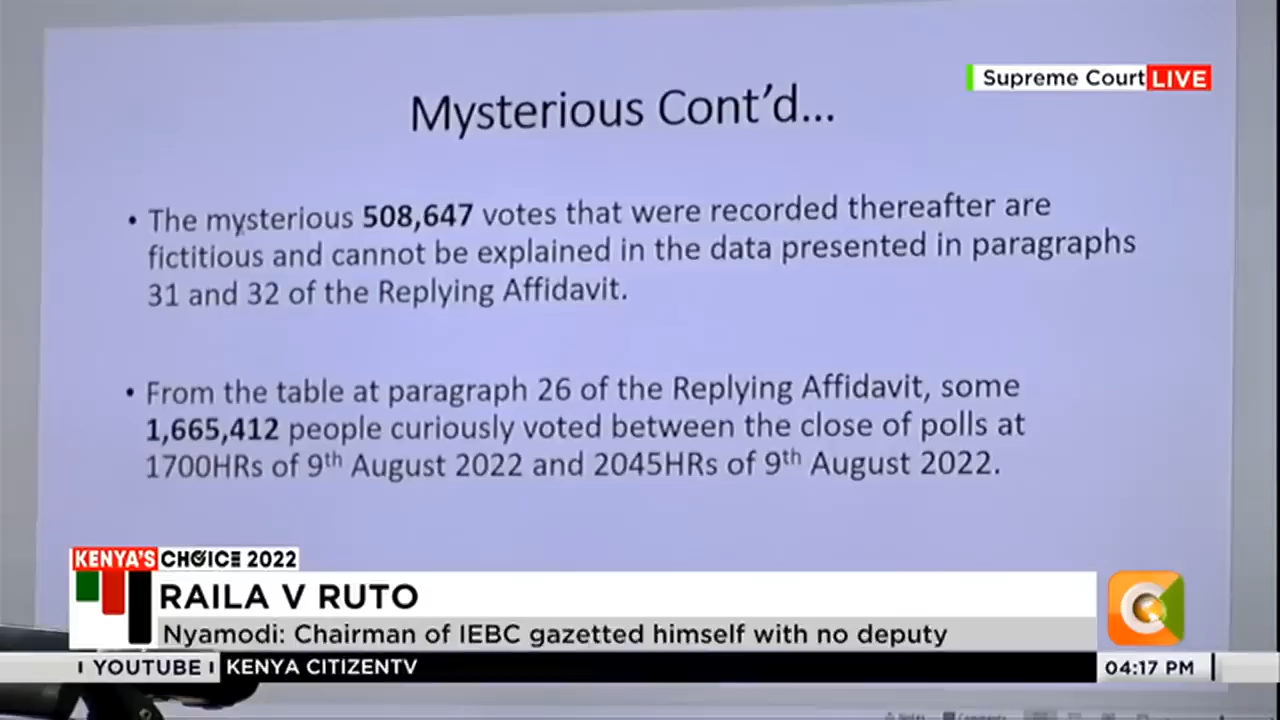 Supreme Court LIVE
Mysterious Cont'd...
• The mysterious 508,647 votes that were recorded thereafter are
fictitious and cannot be explained in the data presented in paragraphs
31 and 32 of the Replying Affidavit.
• From the table at paragraph 26 of the Replying Affidavit, some
1,665,412 people curiously voted between the close of polls at
1700HRs of 9th August 2022 and 2045HRs of 9th August 2022.
KENYA'S CHOICE 2022
RAILA V RUTO
Nyamodi: Chairman of IEBC gazetted himself with no deputy
YOUTUBE KENYA CITIZENTV
04:17 PM